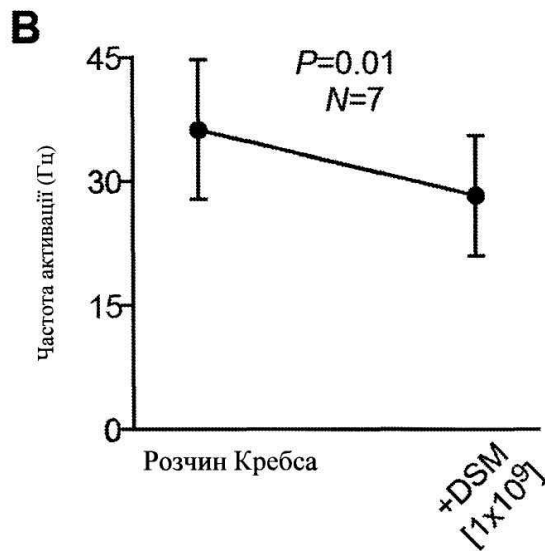 B
45
P=0.01
N=7
30
15
0
Частота активації (Гц)
Розчин Кребса
+DSM
[1x10⁹]